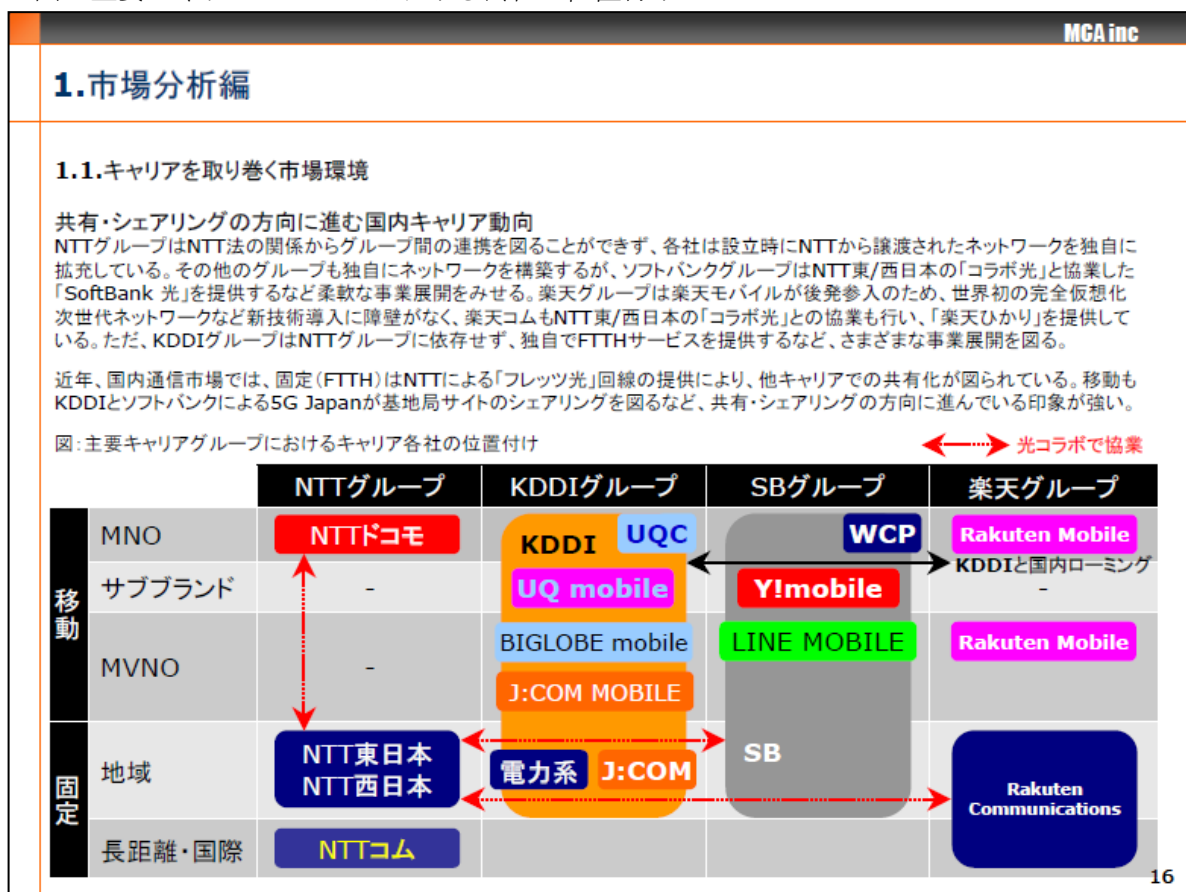 MCA inc
1.市場分析編
1.1.キャリアを取り巻く市場環境
共有・シェアリングの方向に進む国内キャリア動向
NTTグループはNTT法の関係からグループ間の連携を図ることができず、各社は設立時にNTTから譲渡されたネットワークを独自に
拡充している。その他のグループも独自にネットワークを構築するが、ソフトバンクグループはNTT東/西日本の「コラボ光」と協業した
「SoftBank 光」を提供するなど柔軟な事業展開をみせる。楽天グループは楽天モバイルが後発参入のため、世界初の完全仮想化
次世代ネットワークなど新技術導入に障壁がなく、楽天コムもNTT東/西日本の「コラボ光」との協業も行い、「楽天ひかり」を提供して
いる。ただ、KDDIグループはNTTグループに依存せず、独自でFTTHサービスを提供するなど、さまざまな事業展開を図る。
近年、国内通信市場では、固定(FTTH)はNTTによる「フレッツ光」回線の提供により、他キャリアでの共有化が図られている。移動も
KDDIとソフトバンクによる5G Japanが基地局サイトのシェアリングを図るなど、共有・シェアリングの方向に進んでいる印象が強い。
図:主要キャリアグループにおけるキャリア各社の位置付け
光コラボで協業
NTTグループ KDDIグループ SBグループ 楽天グループ
移動
MNO NTTドコモ KDDI UQC WCP Rakuten Mobile
KDDIと国内ローミング
サブブランド - UQ mobile Y!mobile -
MVNO - BIGLOBE mobile LINE MOBILE Rakuten Mobile
J:COM MOBILE
固定
地域 NTT東日本 電力系 J:COM SB Rakuten
NTT西日本 Communications
長距離・国際 NTTコム
16